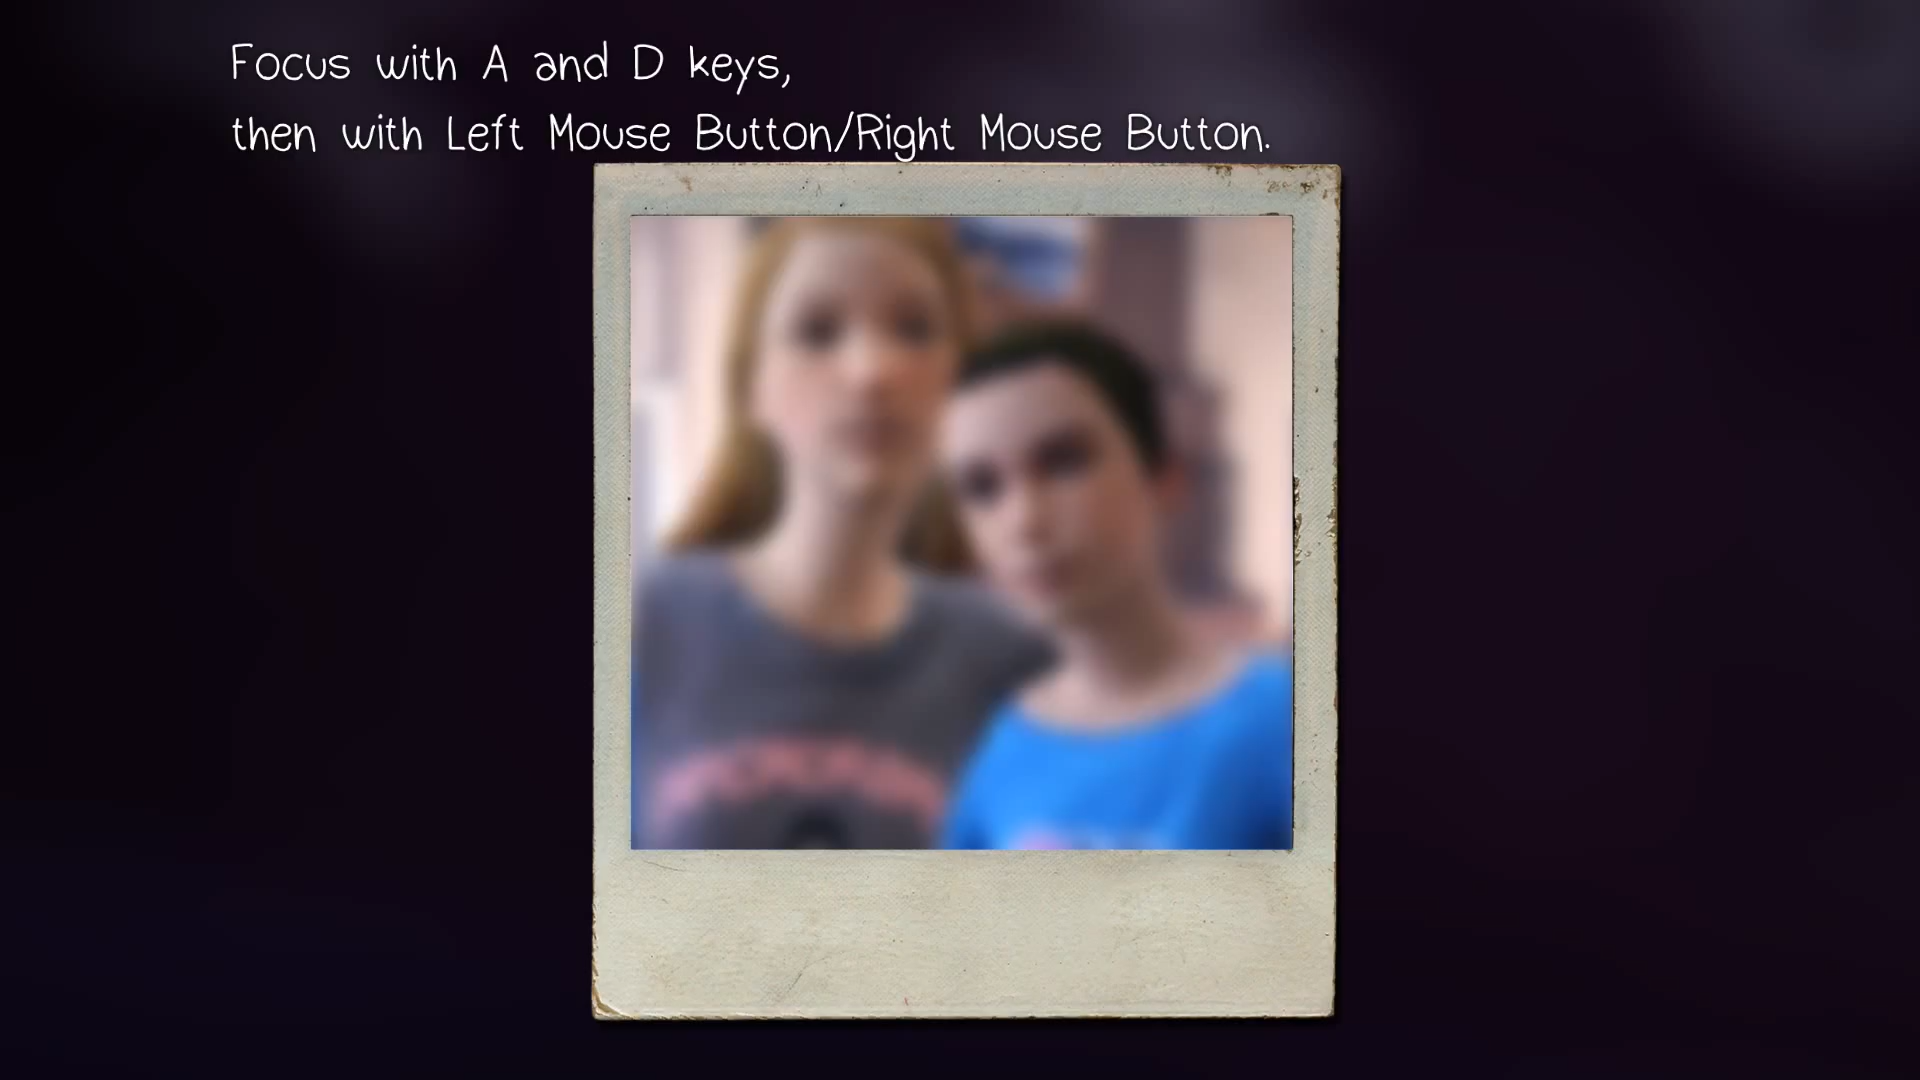 Focus with A and D keys,
then with Left Mouse Button/Right Mouse Button.